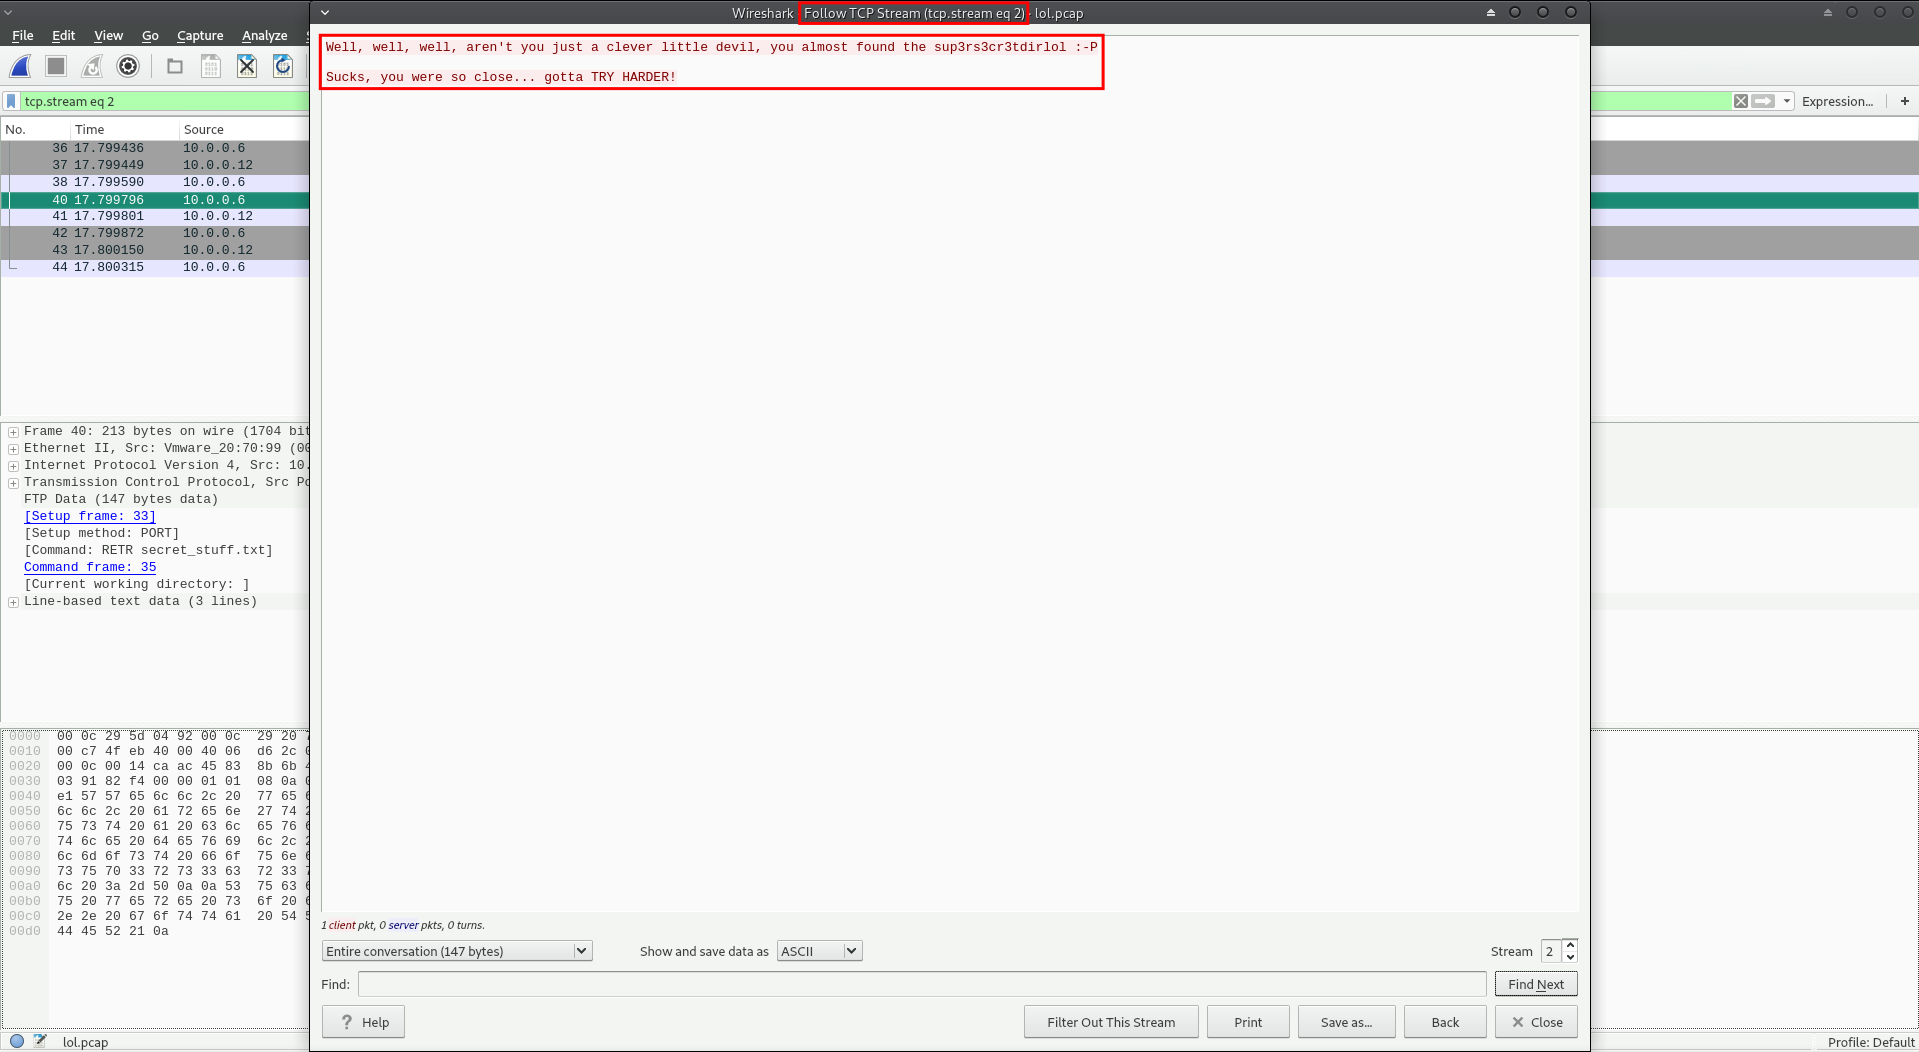 Wireshark · Follow TCP Stream (tcp.stream eq 2) · lol.pcap
File Edit View Go Capture Analyze
tcp.stream eq 2
Expression... +
No. Time Source
36 17.799436 10.0.0.6
37 17.799449 10.0.0.12
38 17.799590 10.0.0.6
40 17.799796 10.0.0.6
41 17.799801 10.0.0.12
42 17.799872 10.0.0.6
43 17.800150 10.0.0.12
44 17.800315 10.0.0.6
Well, well, well, aren't you just a clever little devil, you almost found the sup3rs3cr3tdirlol :-P
Sucks, you were so close... gotta TRY HARDER!
Frame 40: 213 bytes on wire (1704 bit
Ethernet II, Src: Vmware_20:70:99 (00
Internet Protocol Version 4, Src: 10.
Transmission Control Protocol, Src Po
FTP Data (147 bytes data)
[Setup frame: 33]
[Setup method: PORT]
[Command: RETR secret_stuff.txt]
Command frame: 35
[Current working directory: ]
Line-based text data (3 lines)
0000 00 0c 29 5d 04 92 00 0c 29 20
0010 00 c7 4f eb 40 00 40 06 d6 2c
0020 00 0c 00 14 ca ac 45 83 8b 6b
0030 03 91 82 f4 00 00 01 01 08 0a
0040 e1 57 57 65 6c 6c 2c 20 77 65
0050 6c 6c 2c 20 61 72 65 6e 27 74
0060 75 73 74 20 61 20 63 6c 65 76
0070 74 6c 65 20 64 65 76 69 6c 2c
0080 6c 6d 6f 73 74 20 66 6f 75 6e
0090 73 75 70 33 72 73 33 63 72 33
00a0 6c 20 3a 2d 50 0a 0a 53 75 63
00b0 75 20 77 65 72 65 20 73 6f 20
00c0 2e 2e 20 67 6f 74 74 61 20 54
00d0 44 45 52 21 0a
1 client pkt, 0 server pkts, 0 turns.
Entire conversation (147 bytes) Show and save data as ASCII Stream 2
Find: Find Next
? Help Filter Out This Stream Print Save as... Back Close
lol.pcap Profile: Default